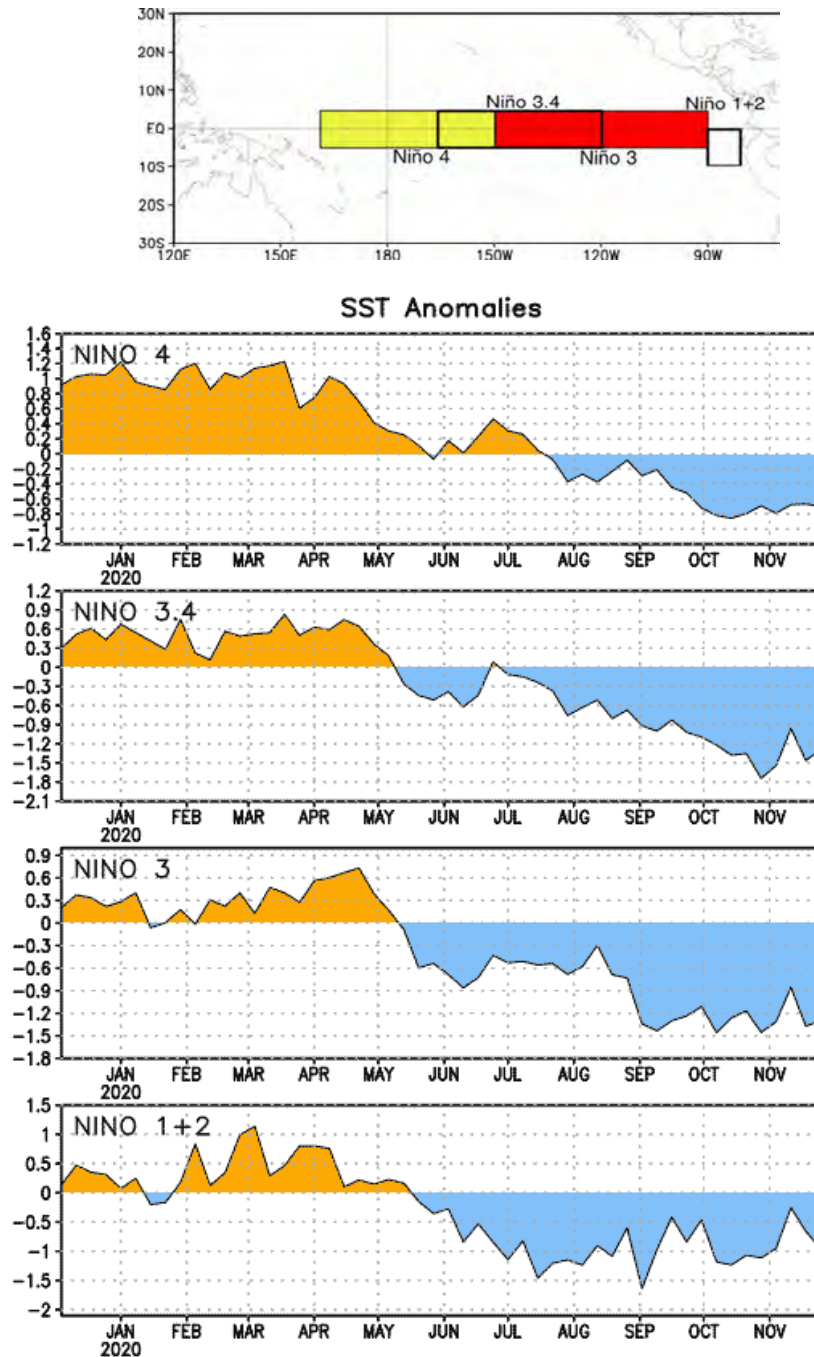 30N
20N
10N
EQ
10S
20S
30S
Niño 3.4
Niño 1+2
Niño 4
Niño 3
120E 150E 180 150W 120W 90W
SST Anomalies
NINO 4
1.6
1.4
1.2
1
0.8
0.6
0.4
0.2
0
-0.2
-0.4
-0.6
-0.8
-1
-1.2
JAN FEB MAR APR MAY JUN JUL AUG SEP OCT NOV
2020
NINO 3.4
1.2
0.9
0.6
0.3
0
-0.3
-0.6
-0.9
-1.2
-1.5
-1.8
-2.1
JAN FEB MAR APR MAY JUN JUL AUG SEP OCT NOV
2020
NINO 3
0.9
0.6
0.3
0
-0.3
-0.6
-0.9
-1.2
-1.5
-1.8
JAN FEB MAR APR MAY JUN JUL AUG SEP OCT NOV
2020
NINO 1+2
1.5
1
0.5
0
-0.5
-1
-1.5
-2
JAN FEB MAR APR MAY JUN JUL AUG SEP OCT NOV
2020